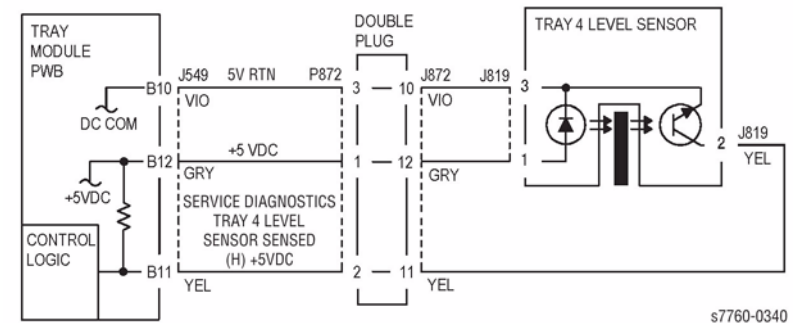 TRAY
MODULE
PWB
DOUBLE
PLUG
TRAY 4 LEVEL SENSOR
B10 J549 5V RTN P872 3 10 J872 J819 3
VIO VIO
DC COM
+5 VDC
B12 1 12 1
GRY GRY
2 J819
YEL
+5VDC
SERVICE DIAGNOSTICS
TRAY 4 LEVEL
SENSOR SENSED
(H) +5VDC
CONTROL
LOGIC
B11 2 11
YEL YEL
s7760-0340